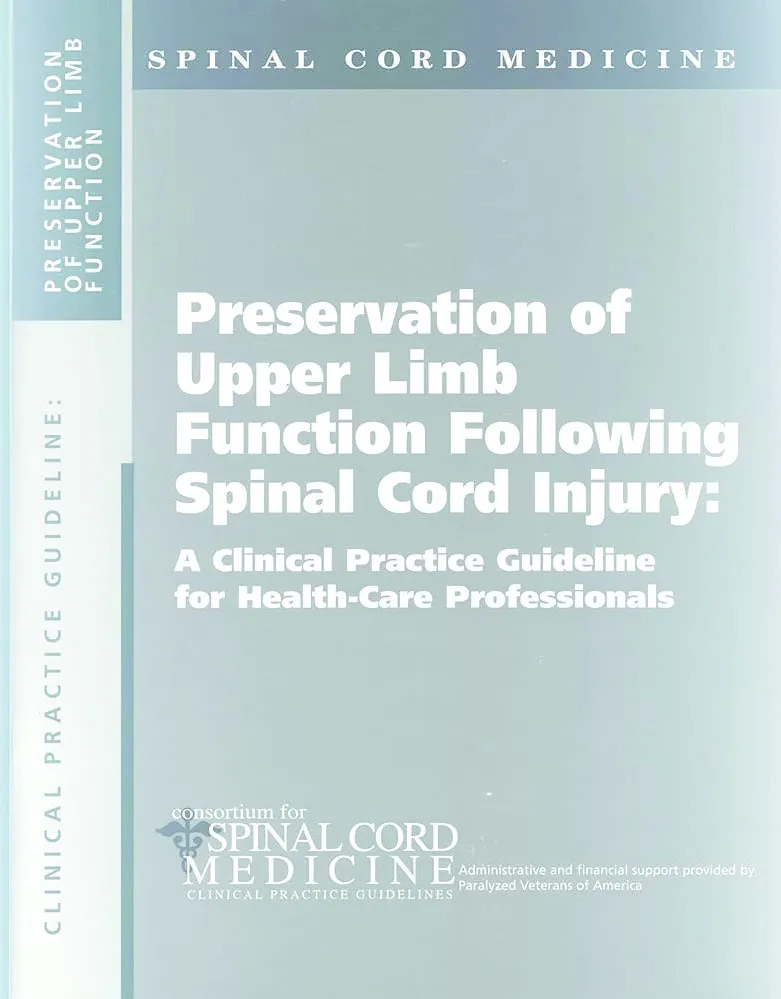 SPINAL CORD MEDICINE
PRESERVATION
OF UPPER LIMB
FUNCTION
CLINICAL PRACTICE GUIDELINE:
Preservation of
Upper Limb
Function Following
Spinal Cord Injury:
A Clinical Practice Guideline
for Health-Care Professionals
consortium for
SPINAL CORD
MEDICINE
CLINICAL PRACTICE GUIDELINES
Administrative and financial support provided by
Paralyzed Veterans of America